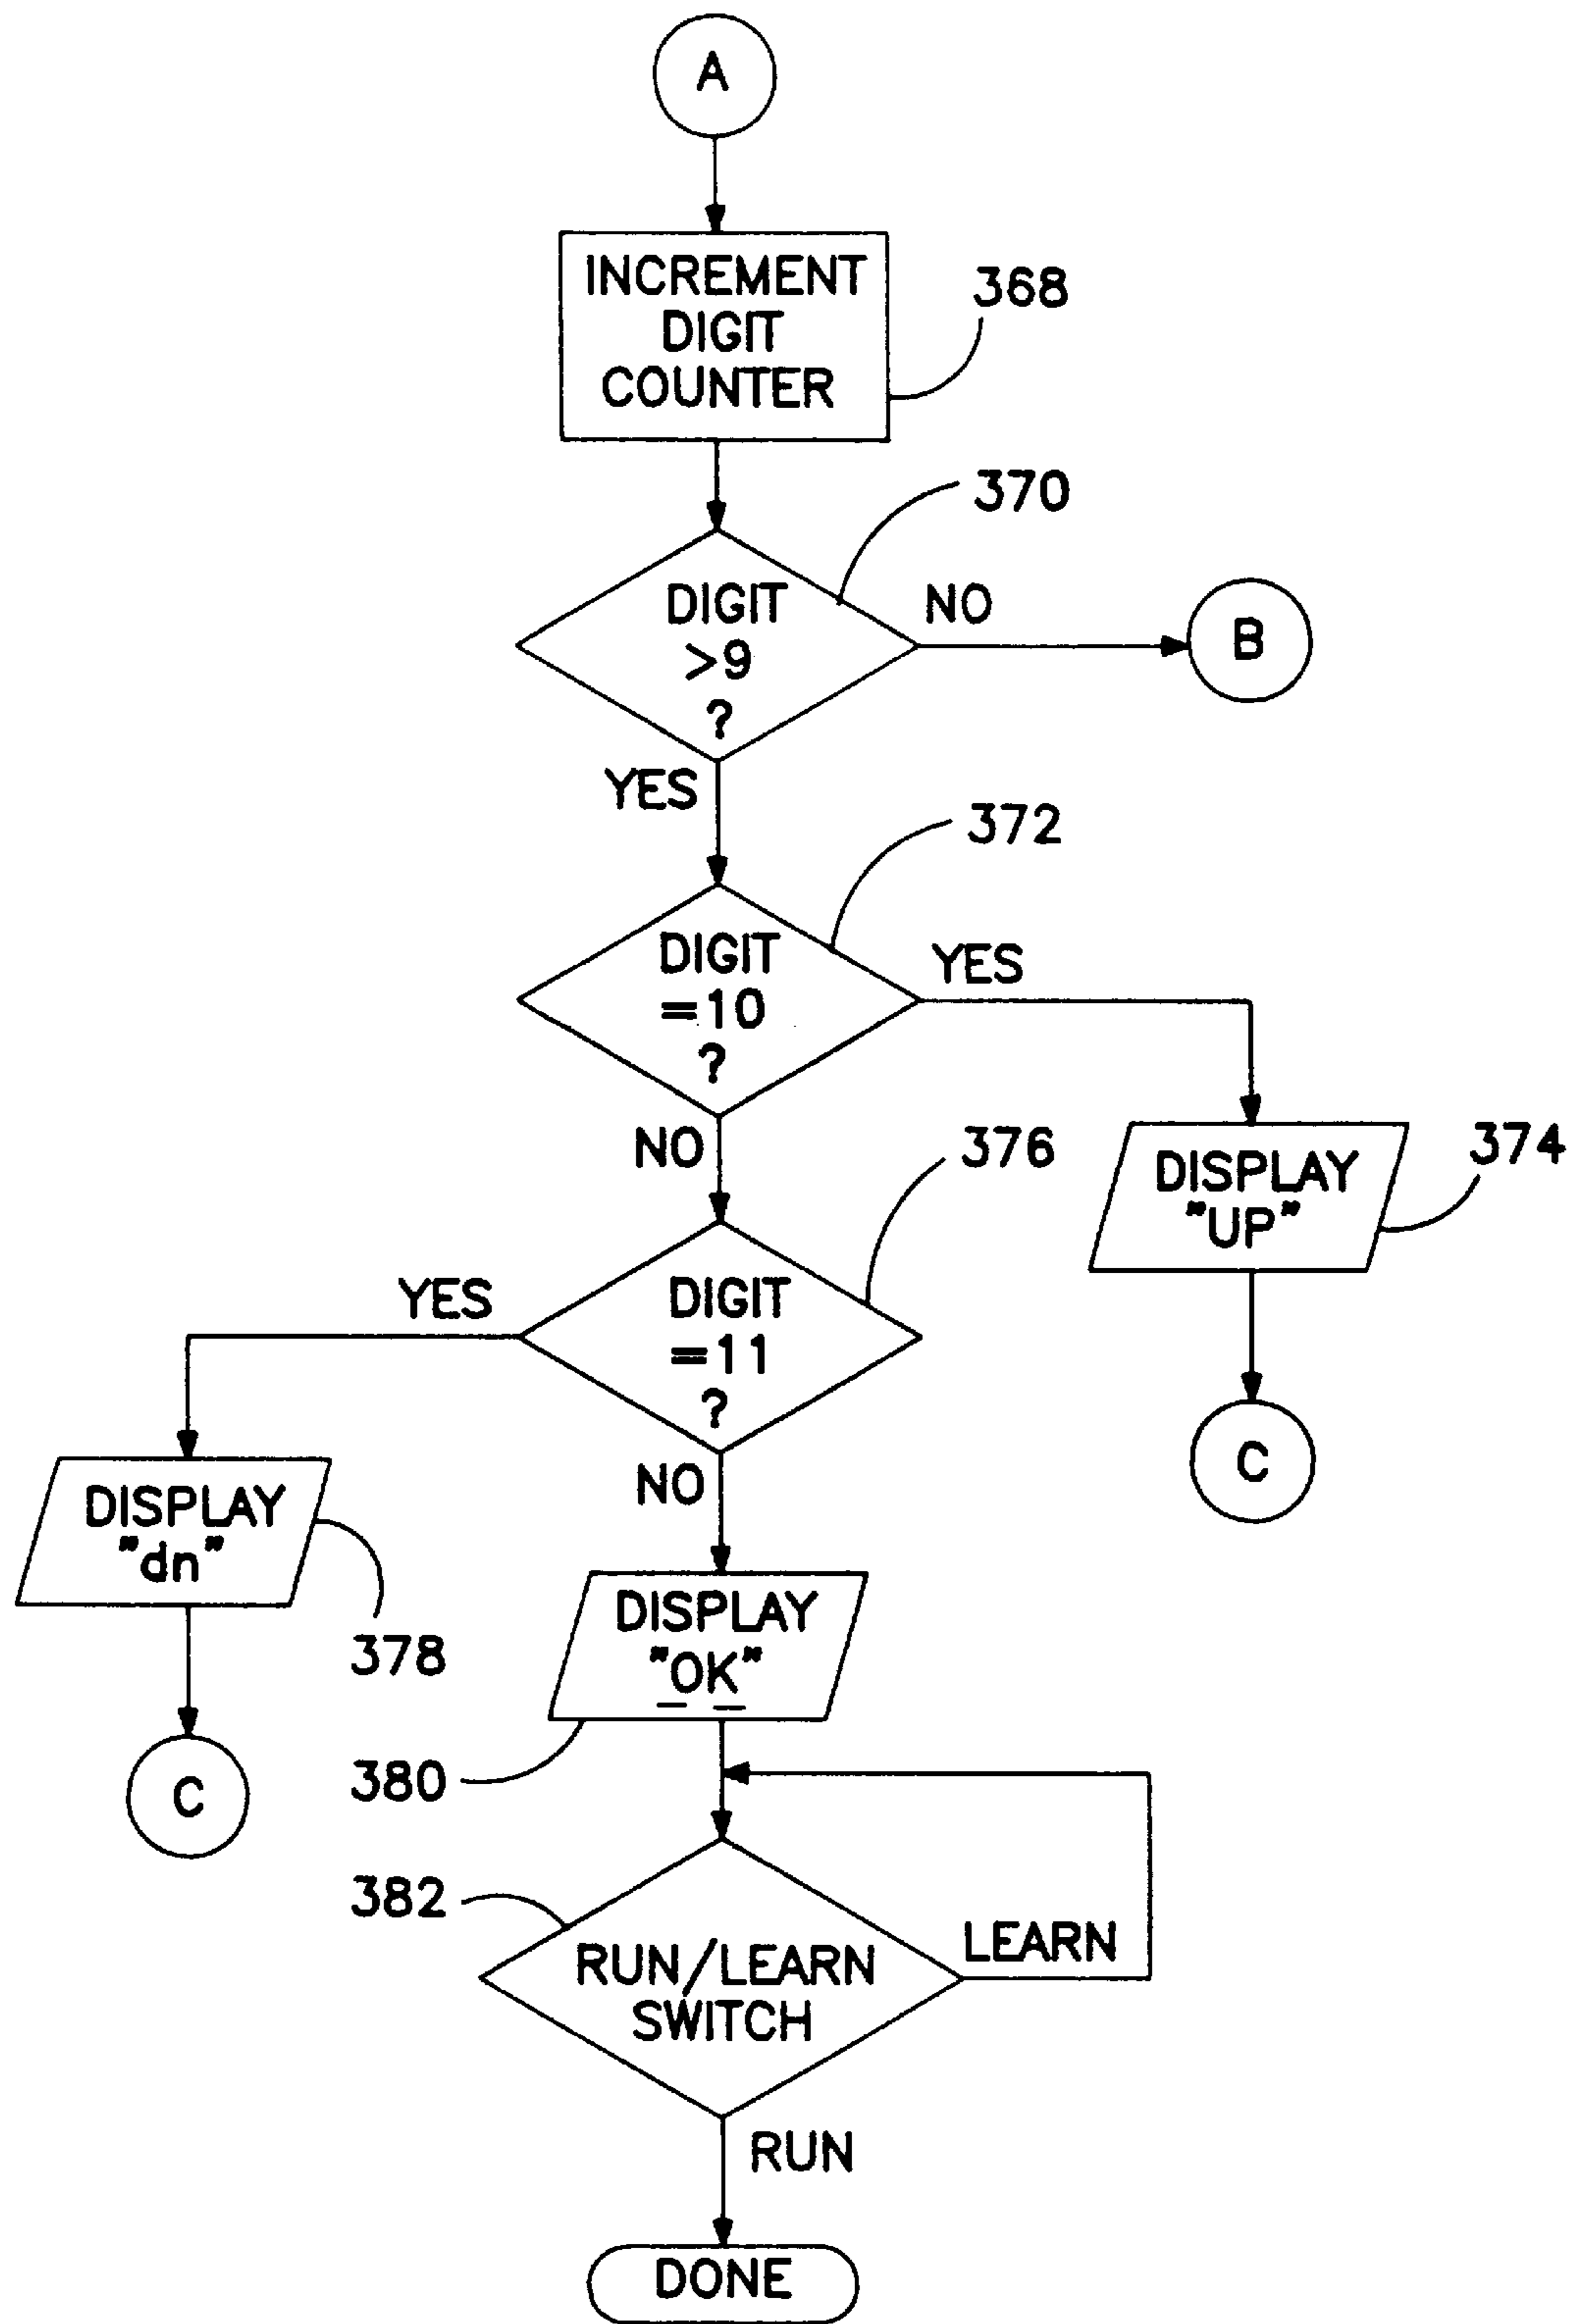 A
INCREMENT
DIGIT
COUNTER
368
370
DIGIT
>9
?
NO
B
YES
372
DIGIT
=10
?
YES
NO
376
374
DISPLAY
"UP"
YES
DIGIT
=11
?
C
NO
DISPLAY
"dn"
378
DISPLAY
"OK"
380
C
382
RUN/LEARN
SWITCH
LEARN
RUN
DONE